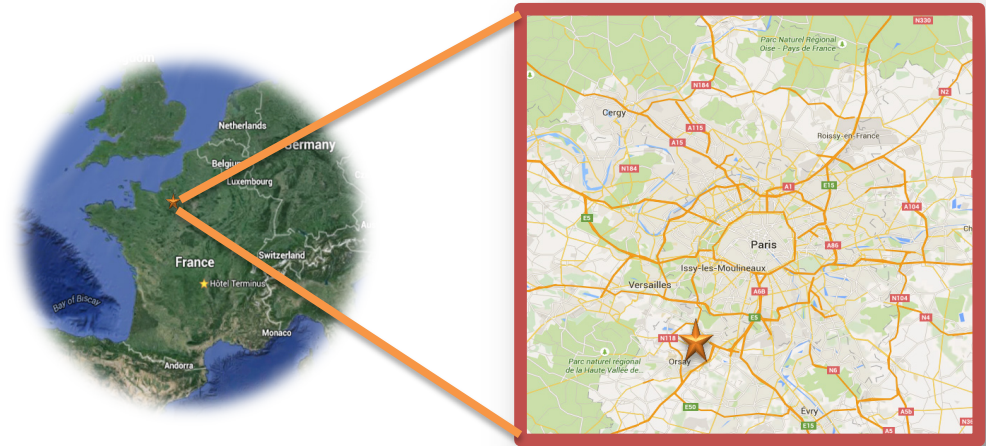 Netherlands
Germany
Belgiu
Luxembourg
Switzerland
France
Hôtel Terminus
Bay of Biscay
Monaco
Andorra
N330
Parc Naturel Régional
Oise - Pays de France
N184
N2
Cergy
A115
A15
Roissy-en-France
N184
A1
E15
A104
E5
Paris
A86
Issy-les-Moulineaux
Versailles
A6B
N104
E5
N4
N118
Orsay
Parc naturel régional
de la Haute Vallée de...
N6
E50
Évry
A5b
E15
A5